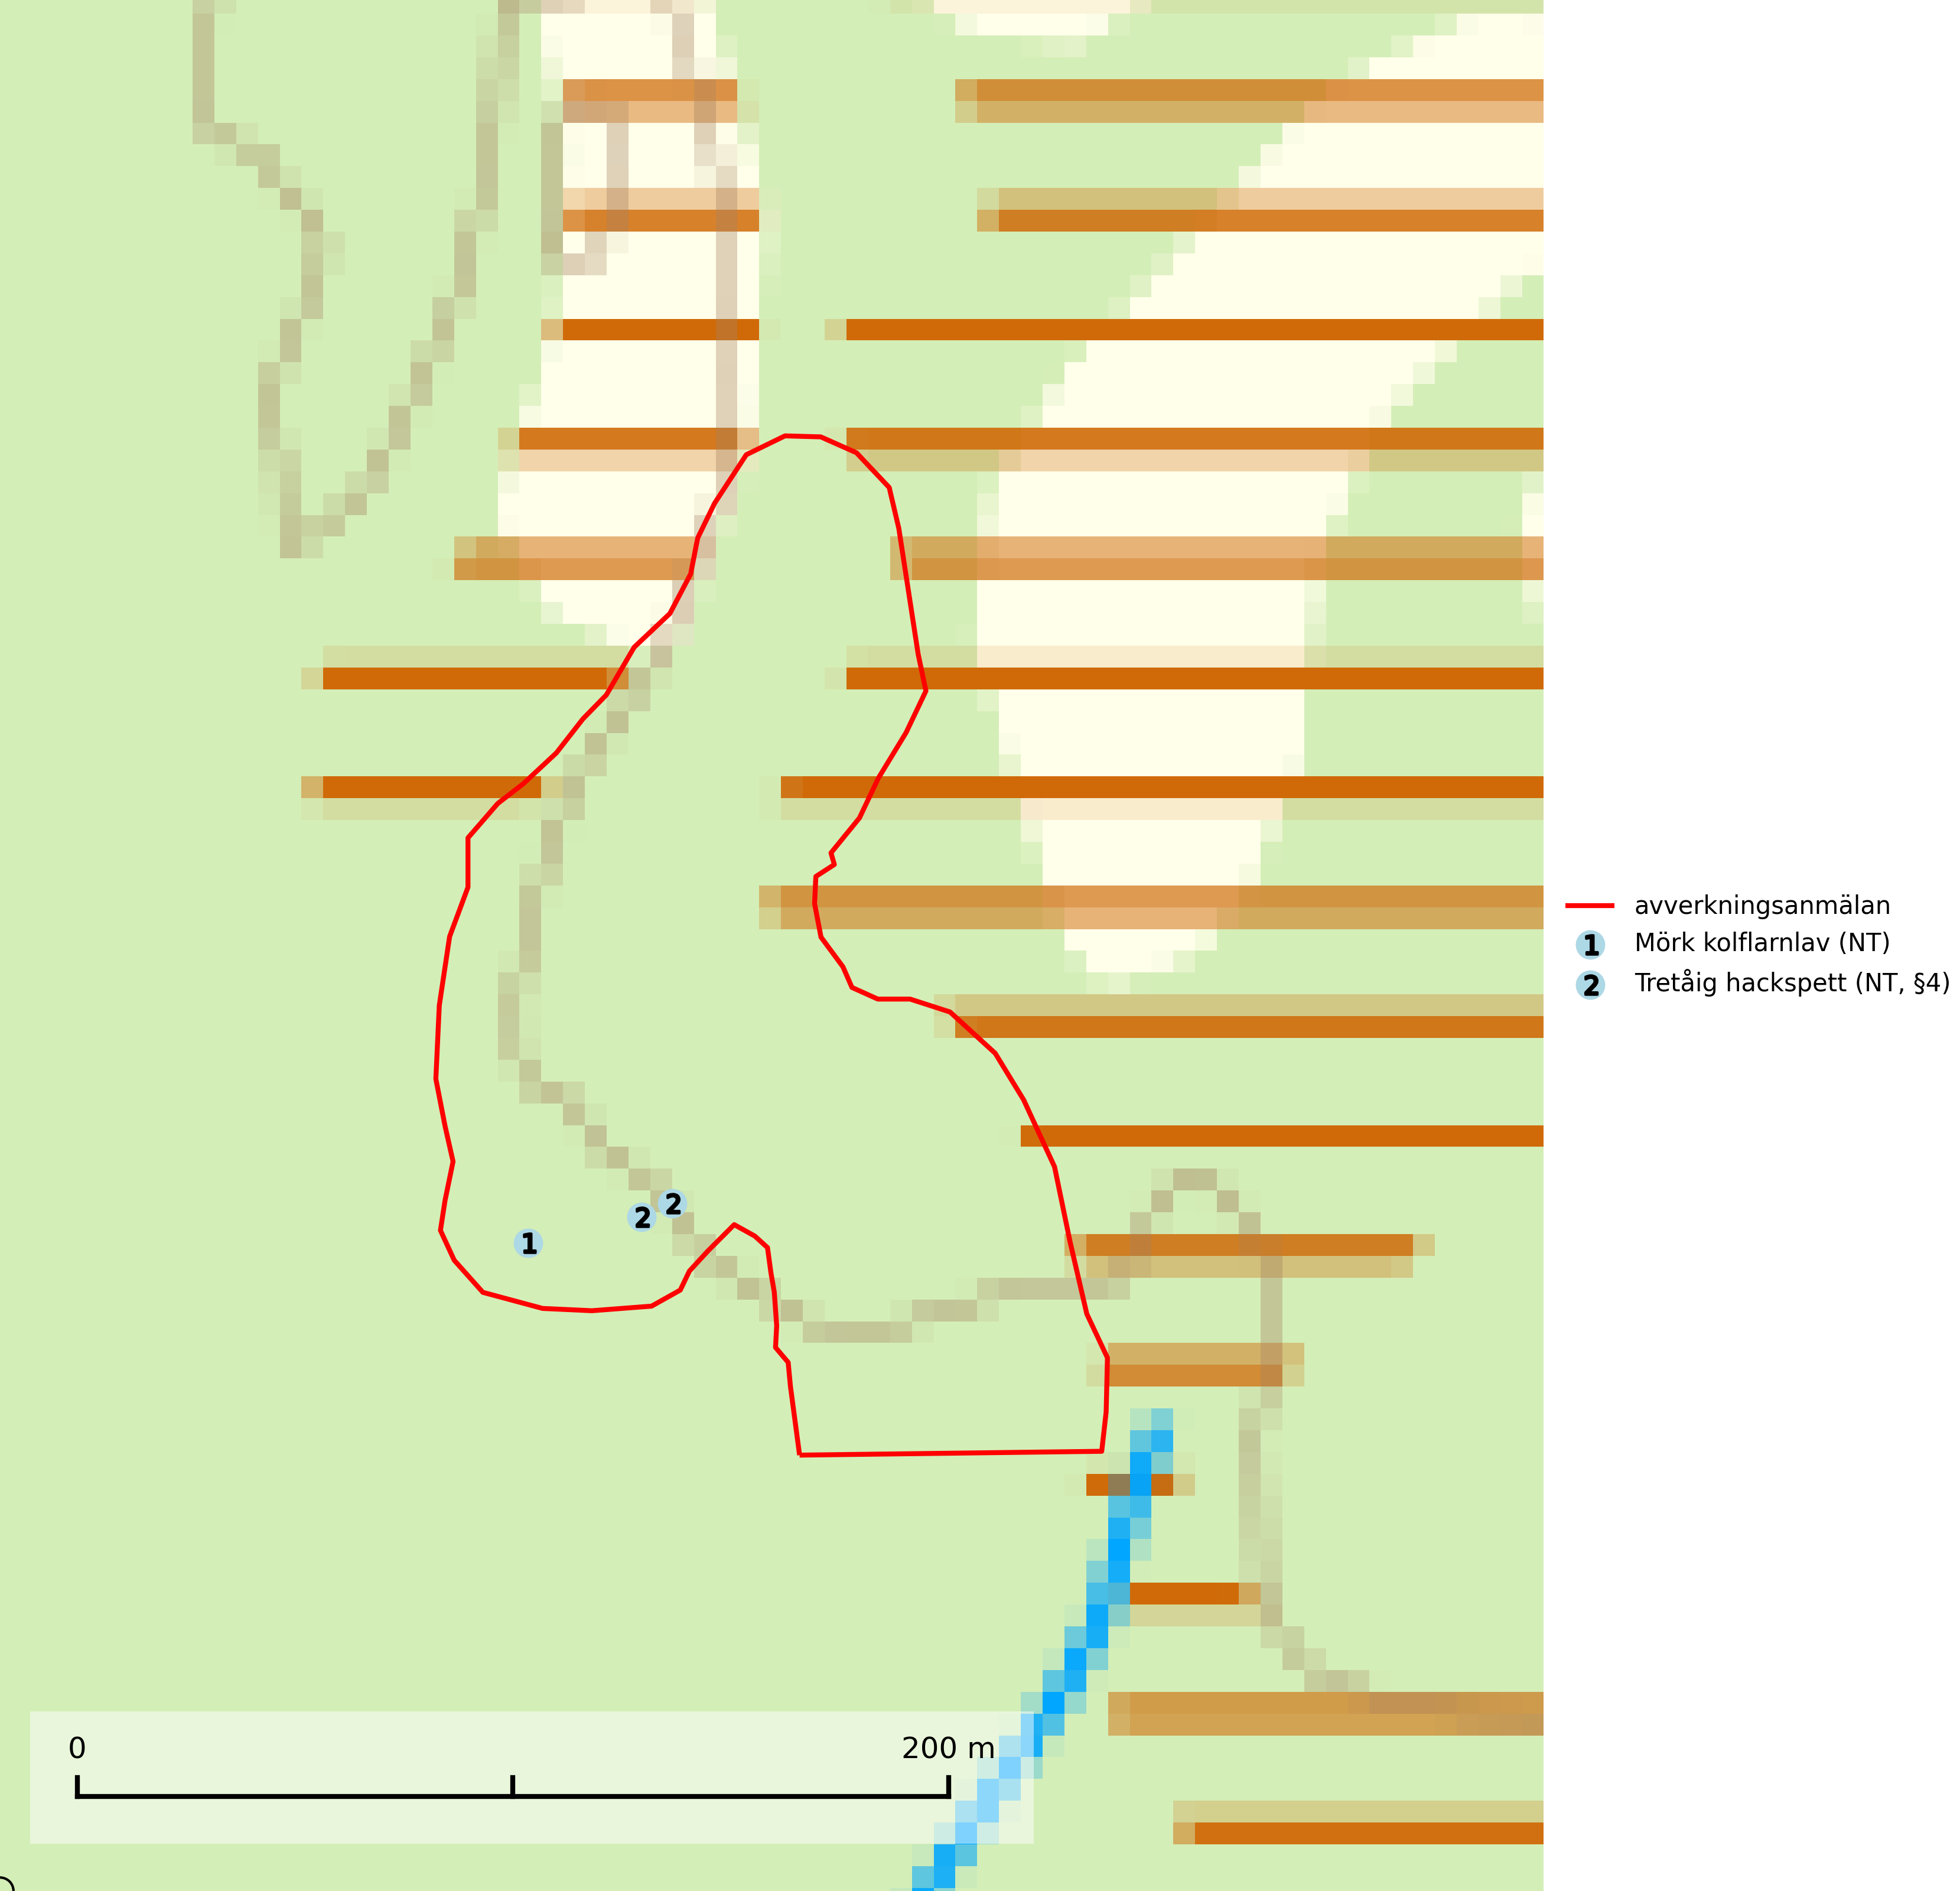 avverkningsanmälan
1 Mörk kolflarnlav (NT)
2 Tretåig hackspett (NT, §4)
2
2
1
0 200 m